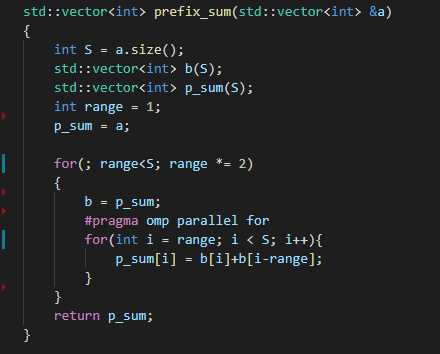 std::vector<int> prefix_sum(std::vector<int> &a)
{
    int S = a.size();
    std::vector<int> b(S);
    std::vector<int> p_sum(S);
    int range = 1;
    p_sum = a;

    for(; range<S; range *= 2)
    {
        b = p_sum;
        #pragma omp parallel for
        for(int i = range; i < S; i++){
            p_sum[i] = b[i]+b[i-range];
        }
    }
    return p_sum;
}